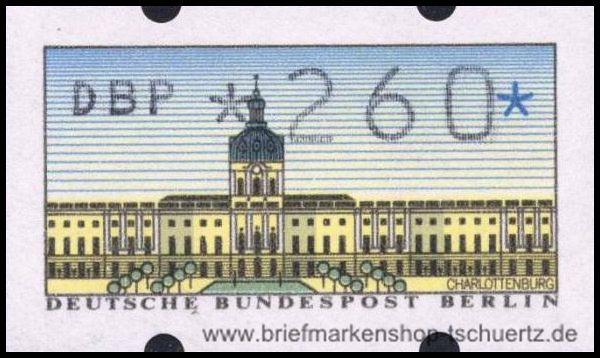 DBP *260*
CHARLOTTENBURG
DEUTSCHE BUNDESPOST BERLIN
www.briefmarkenshop-tschuertz.de